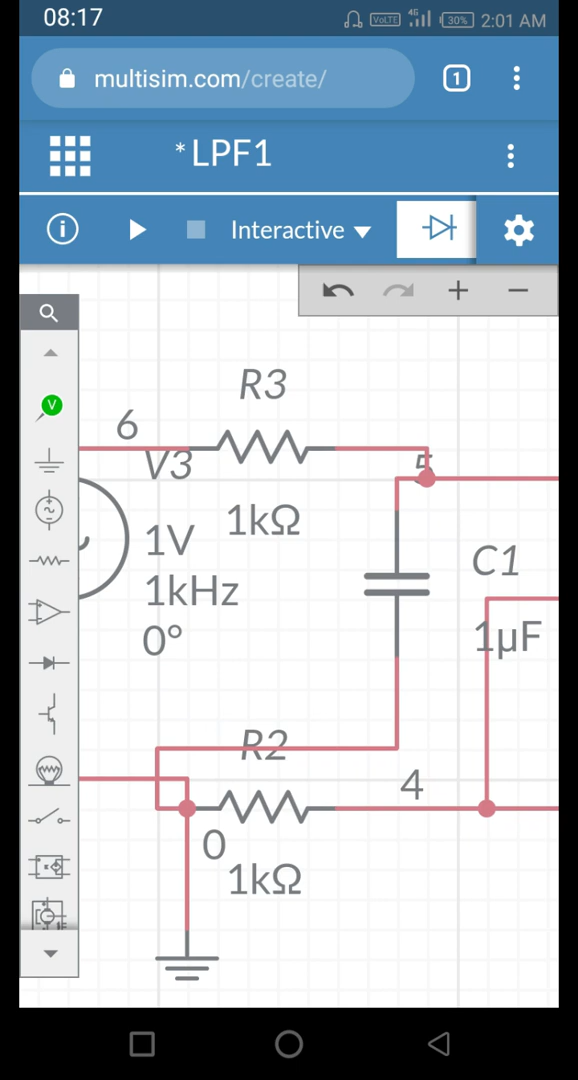 08:17 VoLTE 4G 30% 2:01 AM
multisim.com/create/ 1
*LPF1
i Interactive
V
R3
6
V3
5
1kΩ
1V
C1
1kHz
1µF
0°
R2
4
0
1kΩ